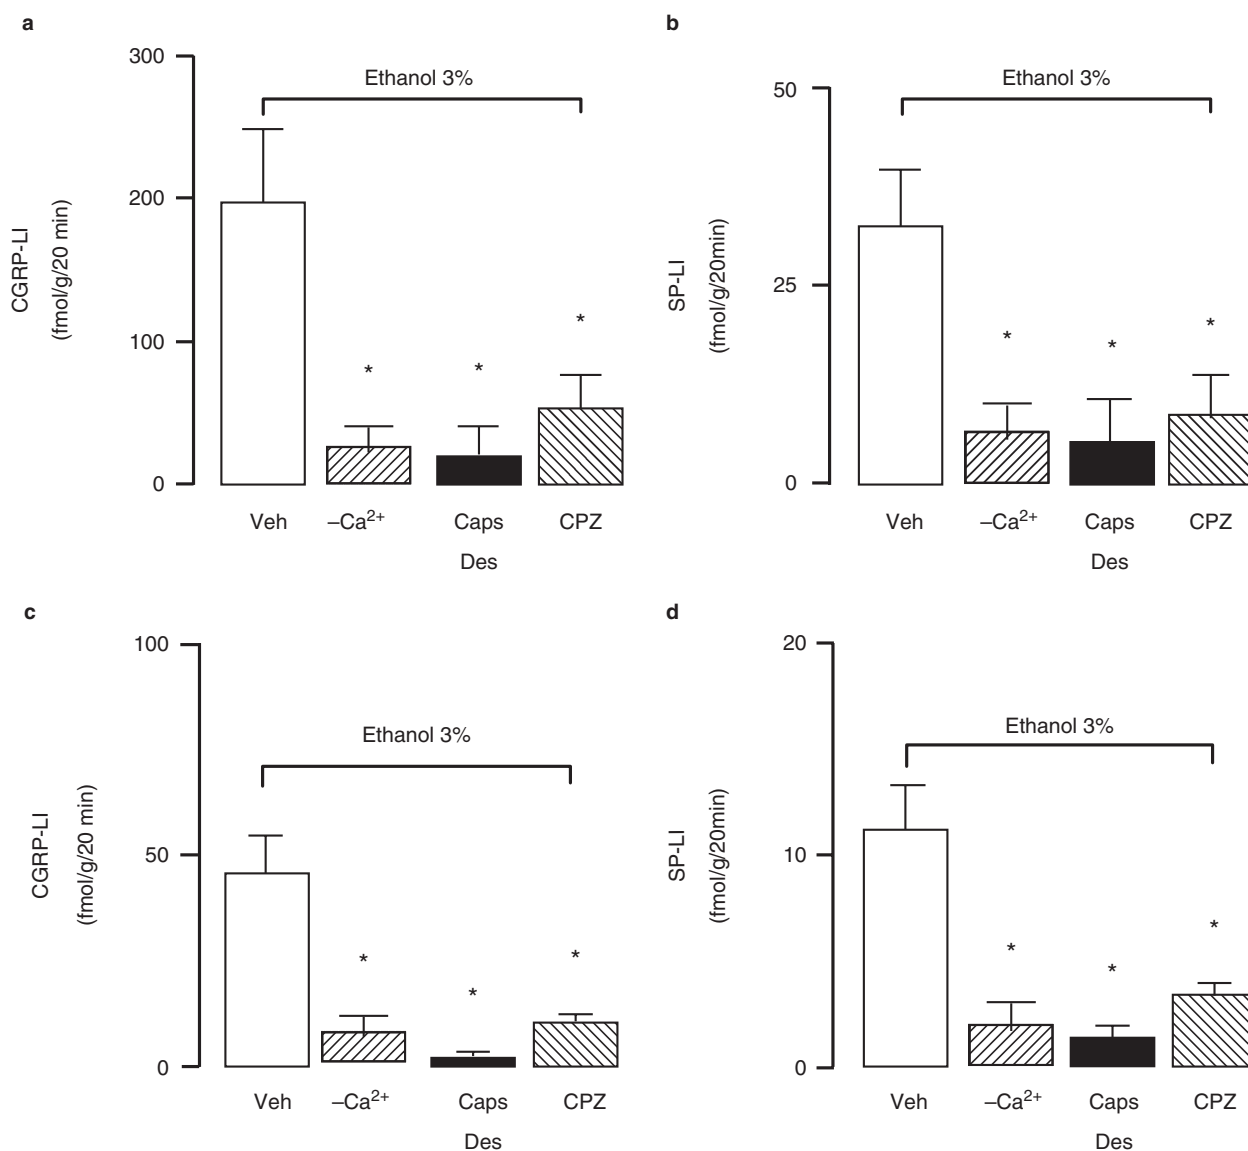 a
300
200
100
0
CGRP-LI
(fmol/g/20 min)
Ethanol 3%
*
*
*
Veh
–Ca²⁺
Caps
CPZ
Des
b
50
25
0
SP-LI
(fmol/g/20min)
Ethanol 3%
*
*
*
Veh
–Ca²⁺
Caps
CPZ
Des
c
100
50
0
CGRP-LI
(fmol/g/20 min)
Ethanol 3%
*
*
*
Veh
–Ca²⁺
Caps
CPZ
Des
d
20
10
0
SP-LI
(fmol/g/20min)
Ethanol 3%
*
*
*
Veh
–Ca²⁺
Caps
CPZ
Des